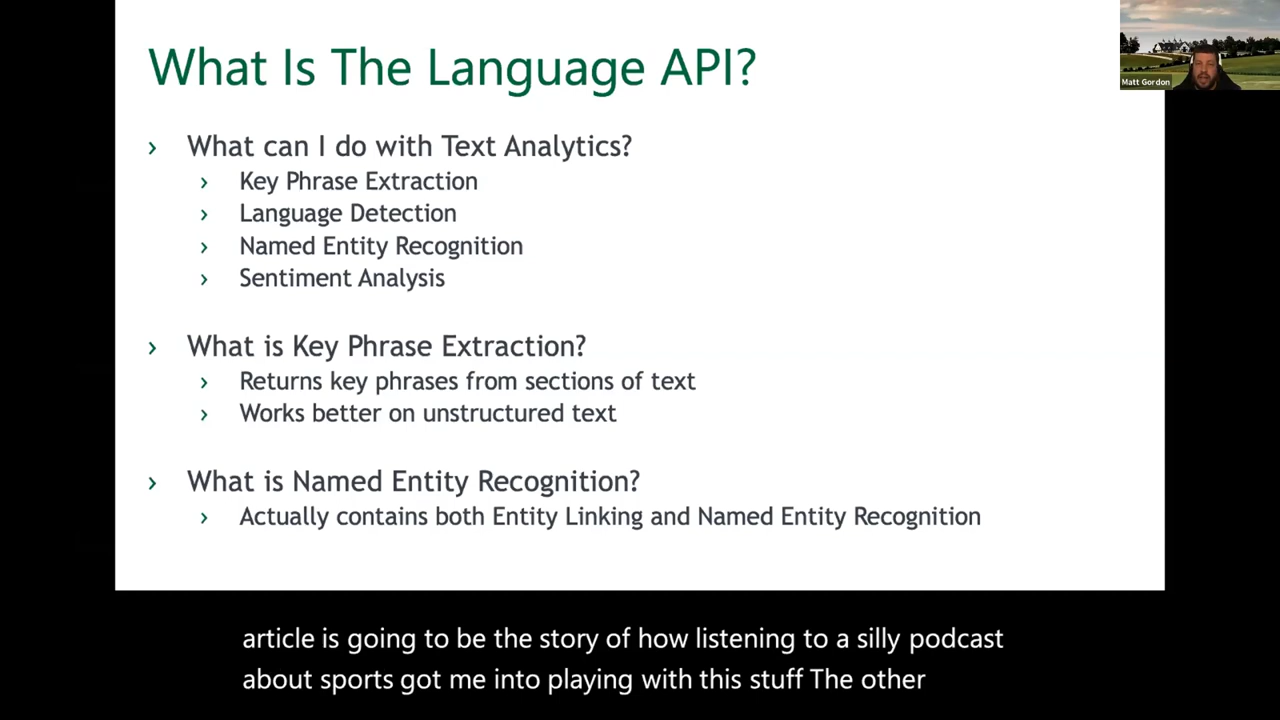 What Is The Language API?
Matt Gordon
› What can I do with Text Analytics?
› Key Phrase Extraction
› Language Detection
› Named Entity Recognition
› Sentiment Analysis
› What is Key Phrase Extraction?
› Returns key phrases from sections of text
› Works better on unstructured text
› What is Named Entity Recognition?
› Actually contains both Entity Linking and Named Entity Recognition
article is going to be the story of how listening to a silly podcast
about sports got me into playing with this stuff The other